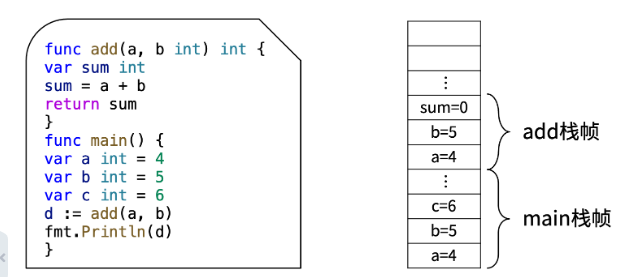 func add(a, b int) int {
var sum int
sum = a + b
return sum
}
func main() {
var a int = 4
var b int = 5
var c int = 6
d := add(a, b)
fmt.Println(d)
}
⋮
sum=0
b=5
a=4
add栈帧
⋮
c=6
b=5
a=4
main栈帧